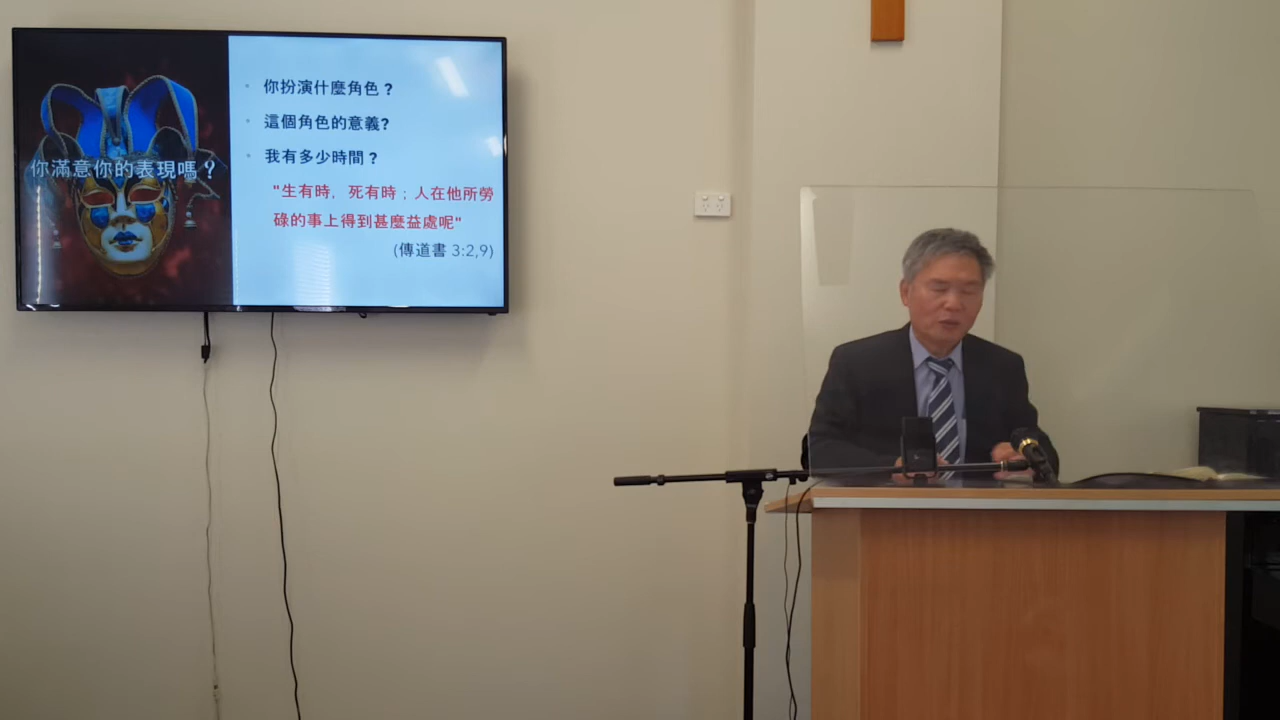 你滿意你的表現嗎？
• 你扮演什麼角色？
• 這個角色的意義?
• 我有多少時間？
"生有時，死有時；人在他所勞
碌的事上得到甚麼益處呢"
(傳道書 3:2,9)